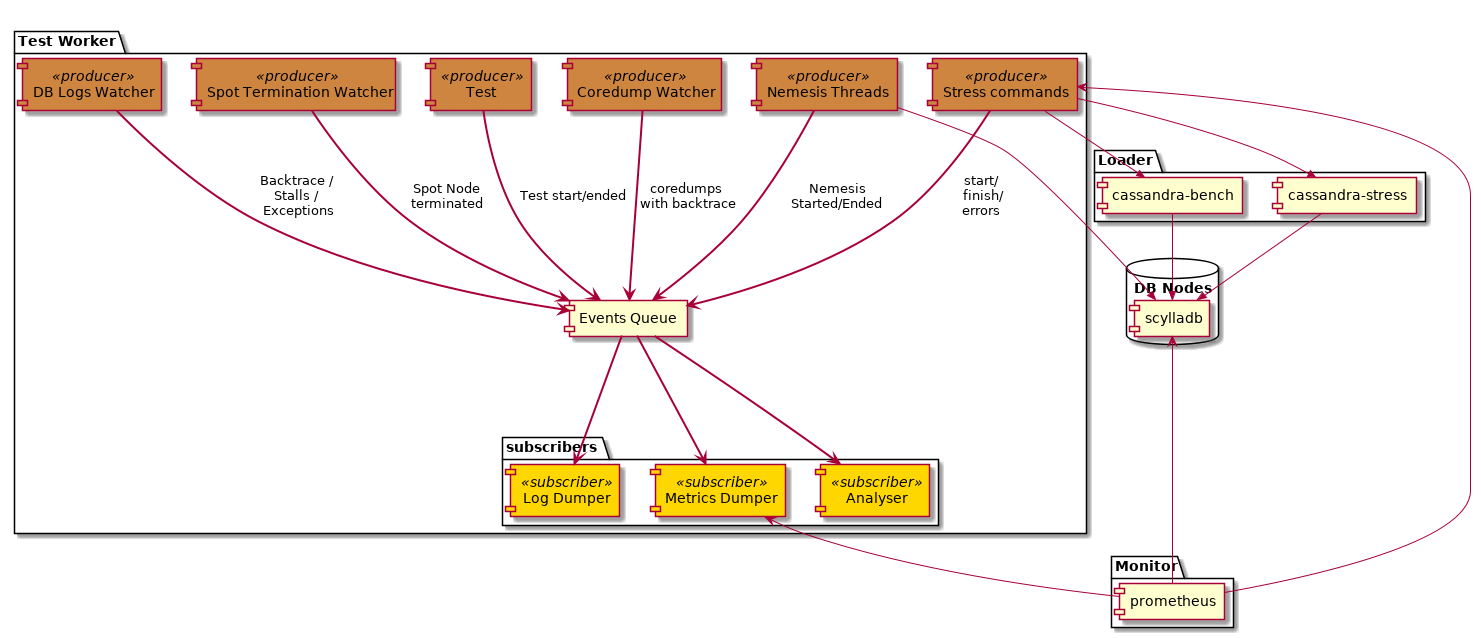 Test Worker
«producer»
DB Logs Watcher
«producer»
Spot Termination Watcher
«producer»
Test
«producer»
Coredump Watcher
«producer»
Nemesis Threads
«producer»
Stress commands
Loader
cassandra-bench
cassandra-stress
Backtrace /
Stalls /
Exceptions
Spot Node
terminated
Test start/ended
coredumps
with backtrace
Nemesis
Started/Ended
start/
finish/
errors
DB Nodes
scylladb
Events Queue
subscribers
«subscriber»
Log Dumper
«subscriber»
Metrics Dumper
«subscriber»
Analyser
Monitor
prometheus